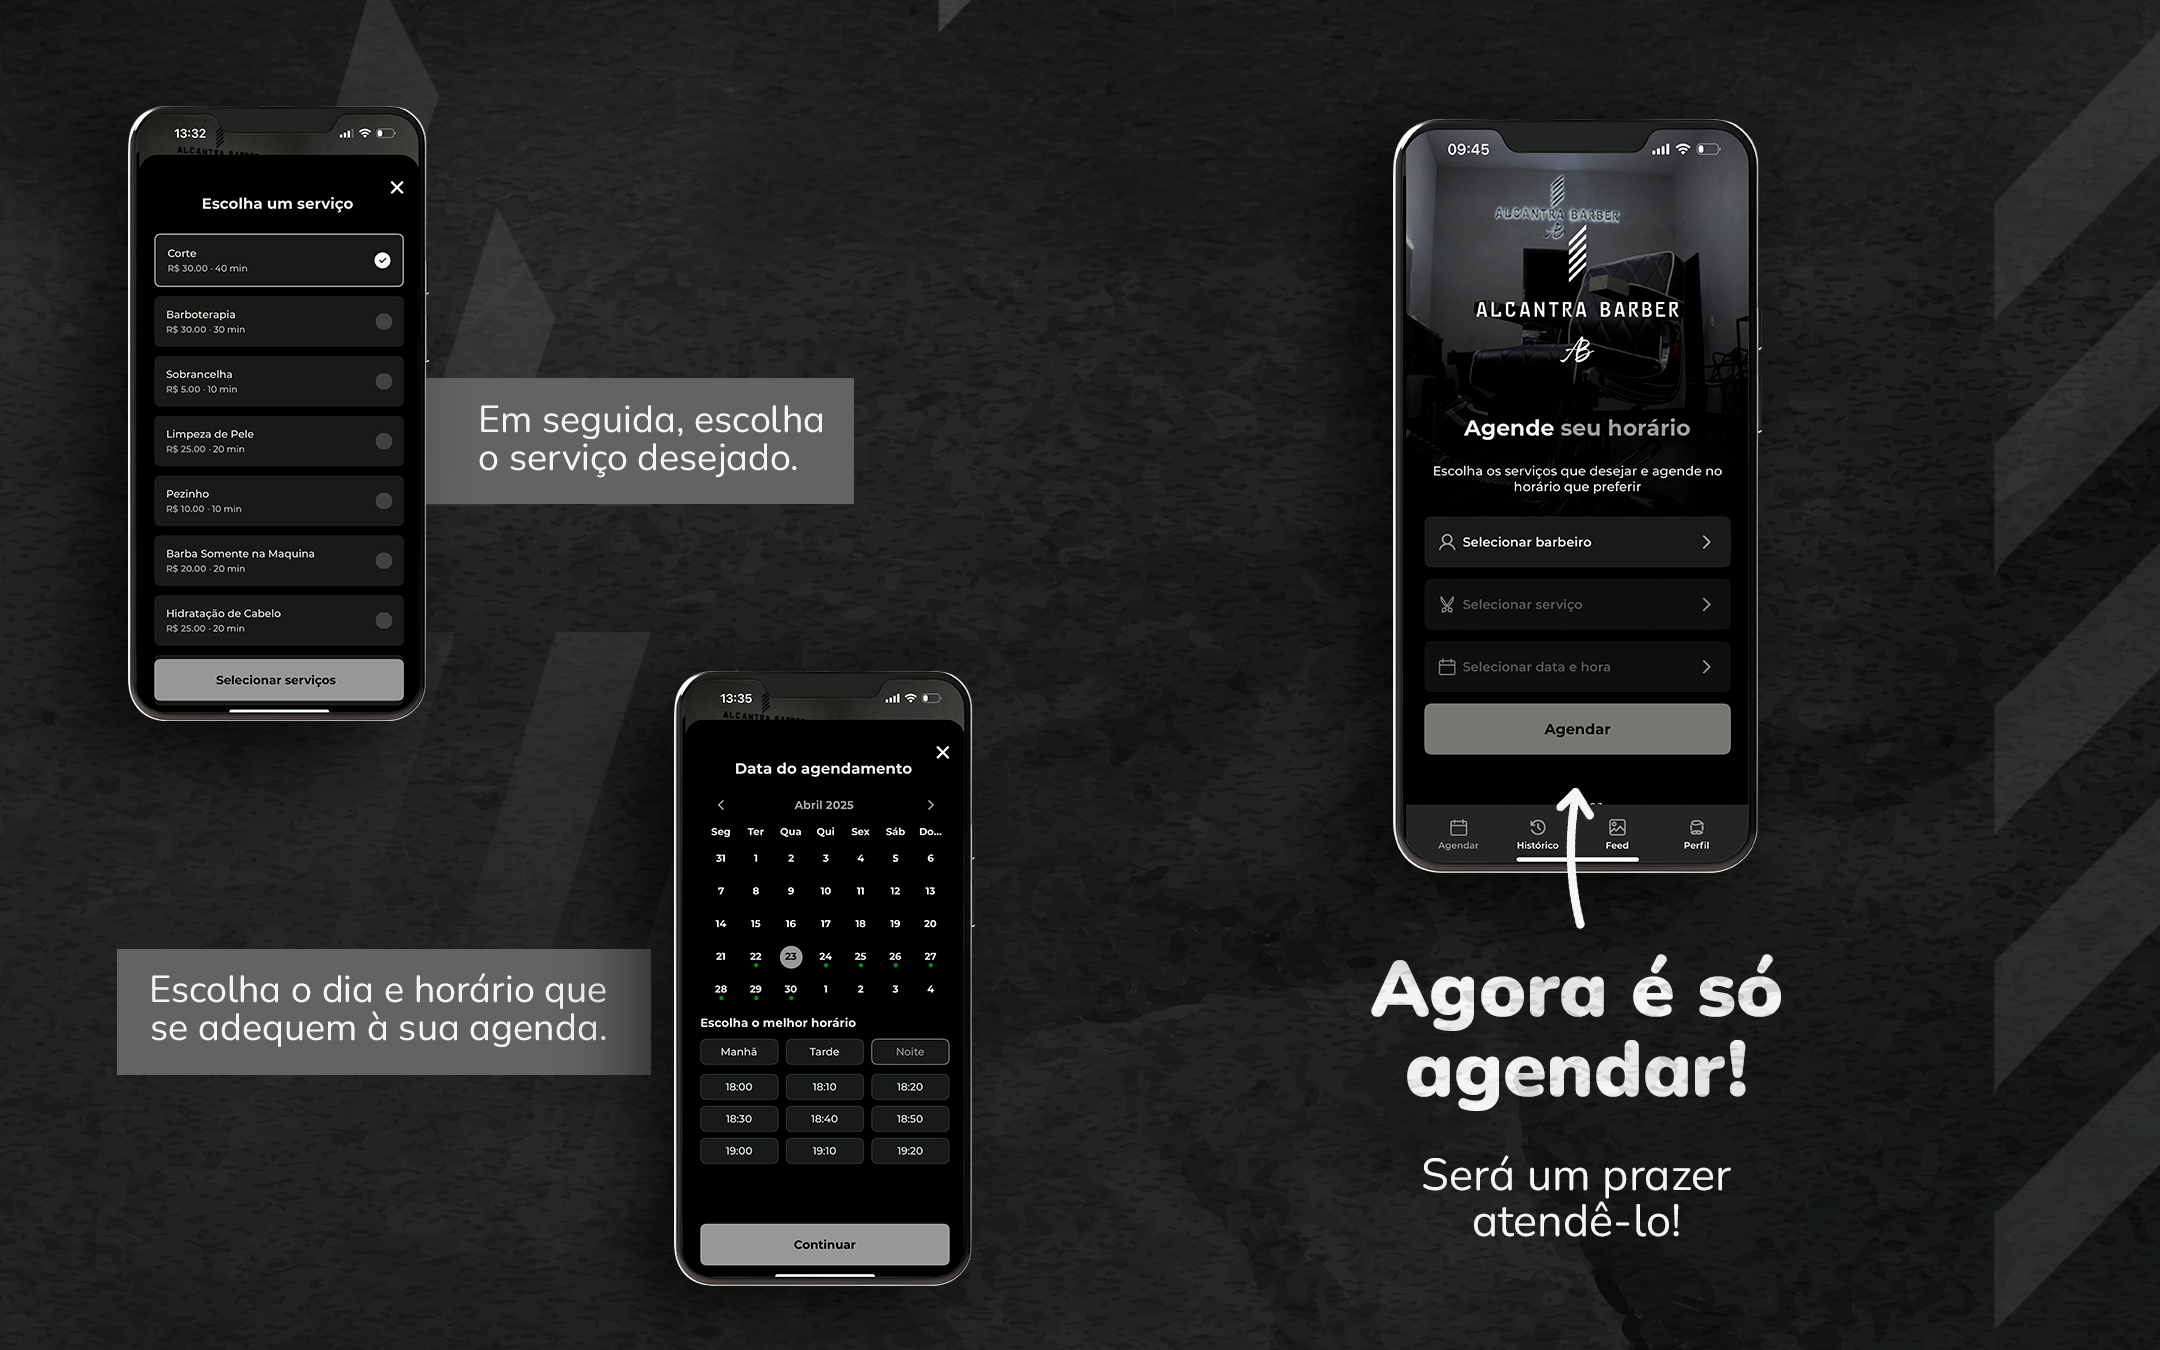 13:32
ALCANTRA BARBER
Escolha um serviço
Corte
R$ 30.00 · 40 min
Barboterapia
R$ 30.00 · 30 min
Sobrancelha
R$ 5.00 · 10 min
Limpeza de Pele
R$ 25.00 · 20 min
Pezinho
R$ 10.00 · 10 min
Barba Somente na Maquina
R$ 20.00 · 20 min
Hidratação de Cabelo
R$ 25.00 · 20 min
Selecionar serviços
Em seguida, escolha
o serviço desejado.
Escolha o dia e horário que
se adequem à sua agenda.
13:35
ALCANTRA BARBER
Data do agendamento
Abril 2025
Seg Ter Qua Qui Sex Sáb Do...
31 1 2 3 4 5 6
7 8 9 10 11 12 13
14 15 16 17 18 19 20
21 22 23 24 25 26 27
28 29 30 1 2 3 4
Escolha o melhor horário
Manhã Tarde Noite
18:00 18:10 18:20
18:30 18:40 18:50
19:00 19:10 19:20
Continuar
09:45
ALCANTRA BARBER
AB
ALCANTRA BARBER
AB
Agende seu horário
Escolha os serviços que desejar e agende no
horário que preferir
Selecionar barbeiro
Selecionar serviço
Selecionar data e hora
Agendar
Agendar Histórico Feed Perfil
Agora é só
agendar!
Será um prazer
atendê-lo!